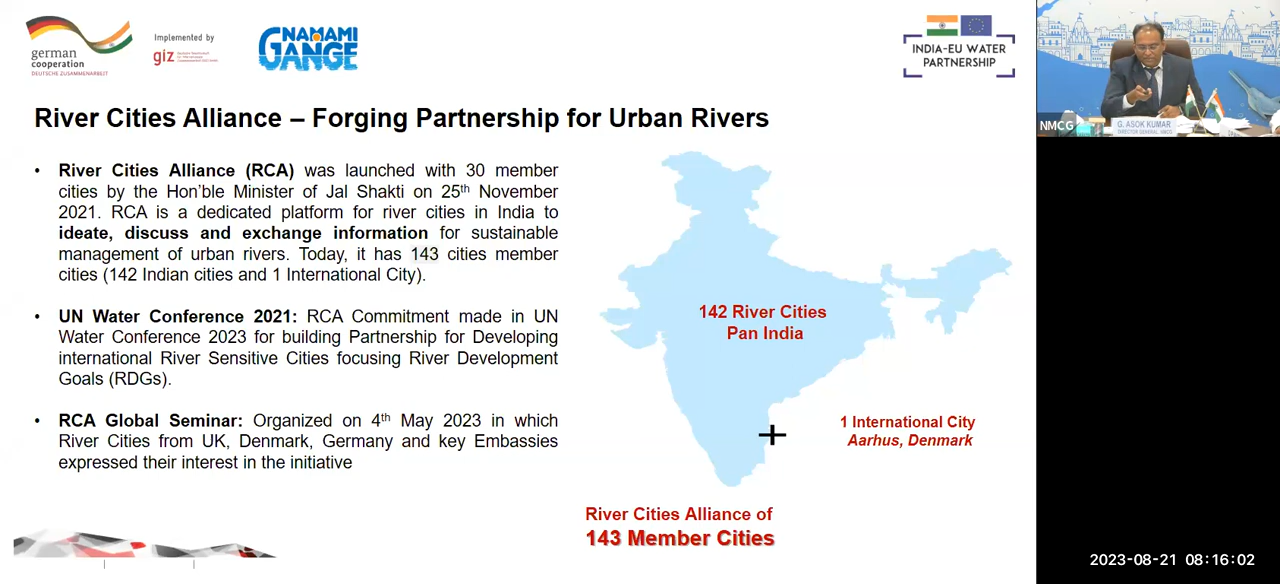 german
cooperation
DEUTSCHE ZUSAMMENARBEIT
Implemented by
giz
NAMAMI
GANGE
INDIA-EU WATER
PARTNERSHIP
River Cities Alliance – Forging Partnership for Urban Rivers
• River Cities Alliance (RCA) was launched with 30 member
cities by the Hon'ble Minister of Jal Shakti on 25th November
2021. RCA is a dedicated platform for river cities in India to
ideate, discuss and exchange information for sustainable
management of urban rivers. Today, it has 143 cities member
cities (142 Indian cities and 1 International City).
• UN Water Conference 2021: RCA Commitment made in UN
Water Conference 2023 for building Partnership for Developing
international River Sensitive Cities focusing River Development
Goals (RDGs).
• RCA Global Seminar: Organized on 4th May 2023 in which
River Cities from UK, Denmark, Germany and key Embassies
expressed their interest in the initiative
142 River Cities
Pan India
+
1 International City
Aarhus, Denmark
River Cities Alliance of
143 Member Cities
NMCG
G. ASOK KUMAR
DIRECTOR GENERAL, NMCG
2023-08-21 08:16:02